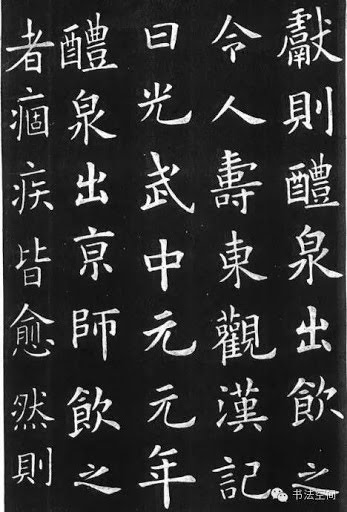 獻則醴泉出飲之
令人壽東觀漢記
曰光武中元元年
醴泉出京師飲之
者痼疾皆愈然則
书法空间